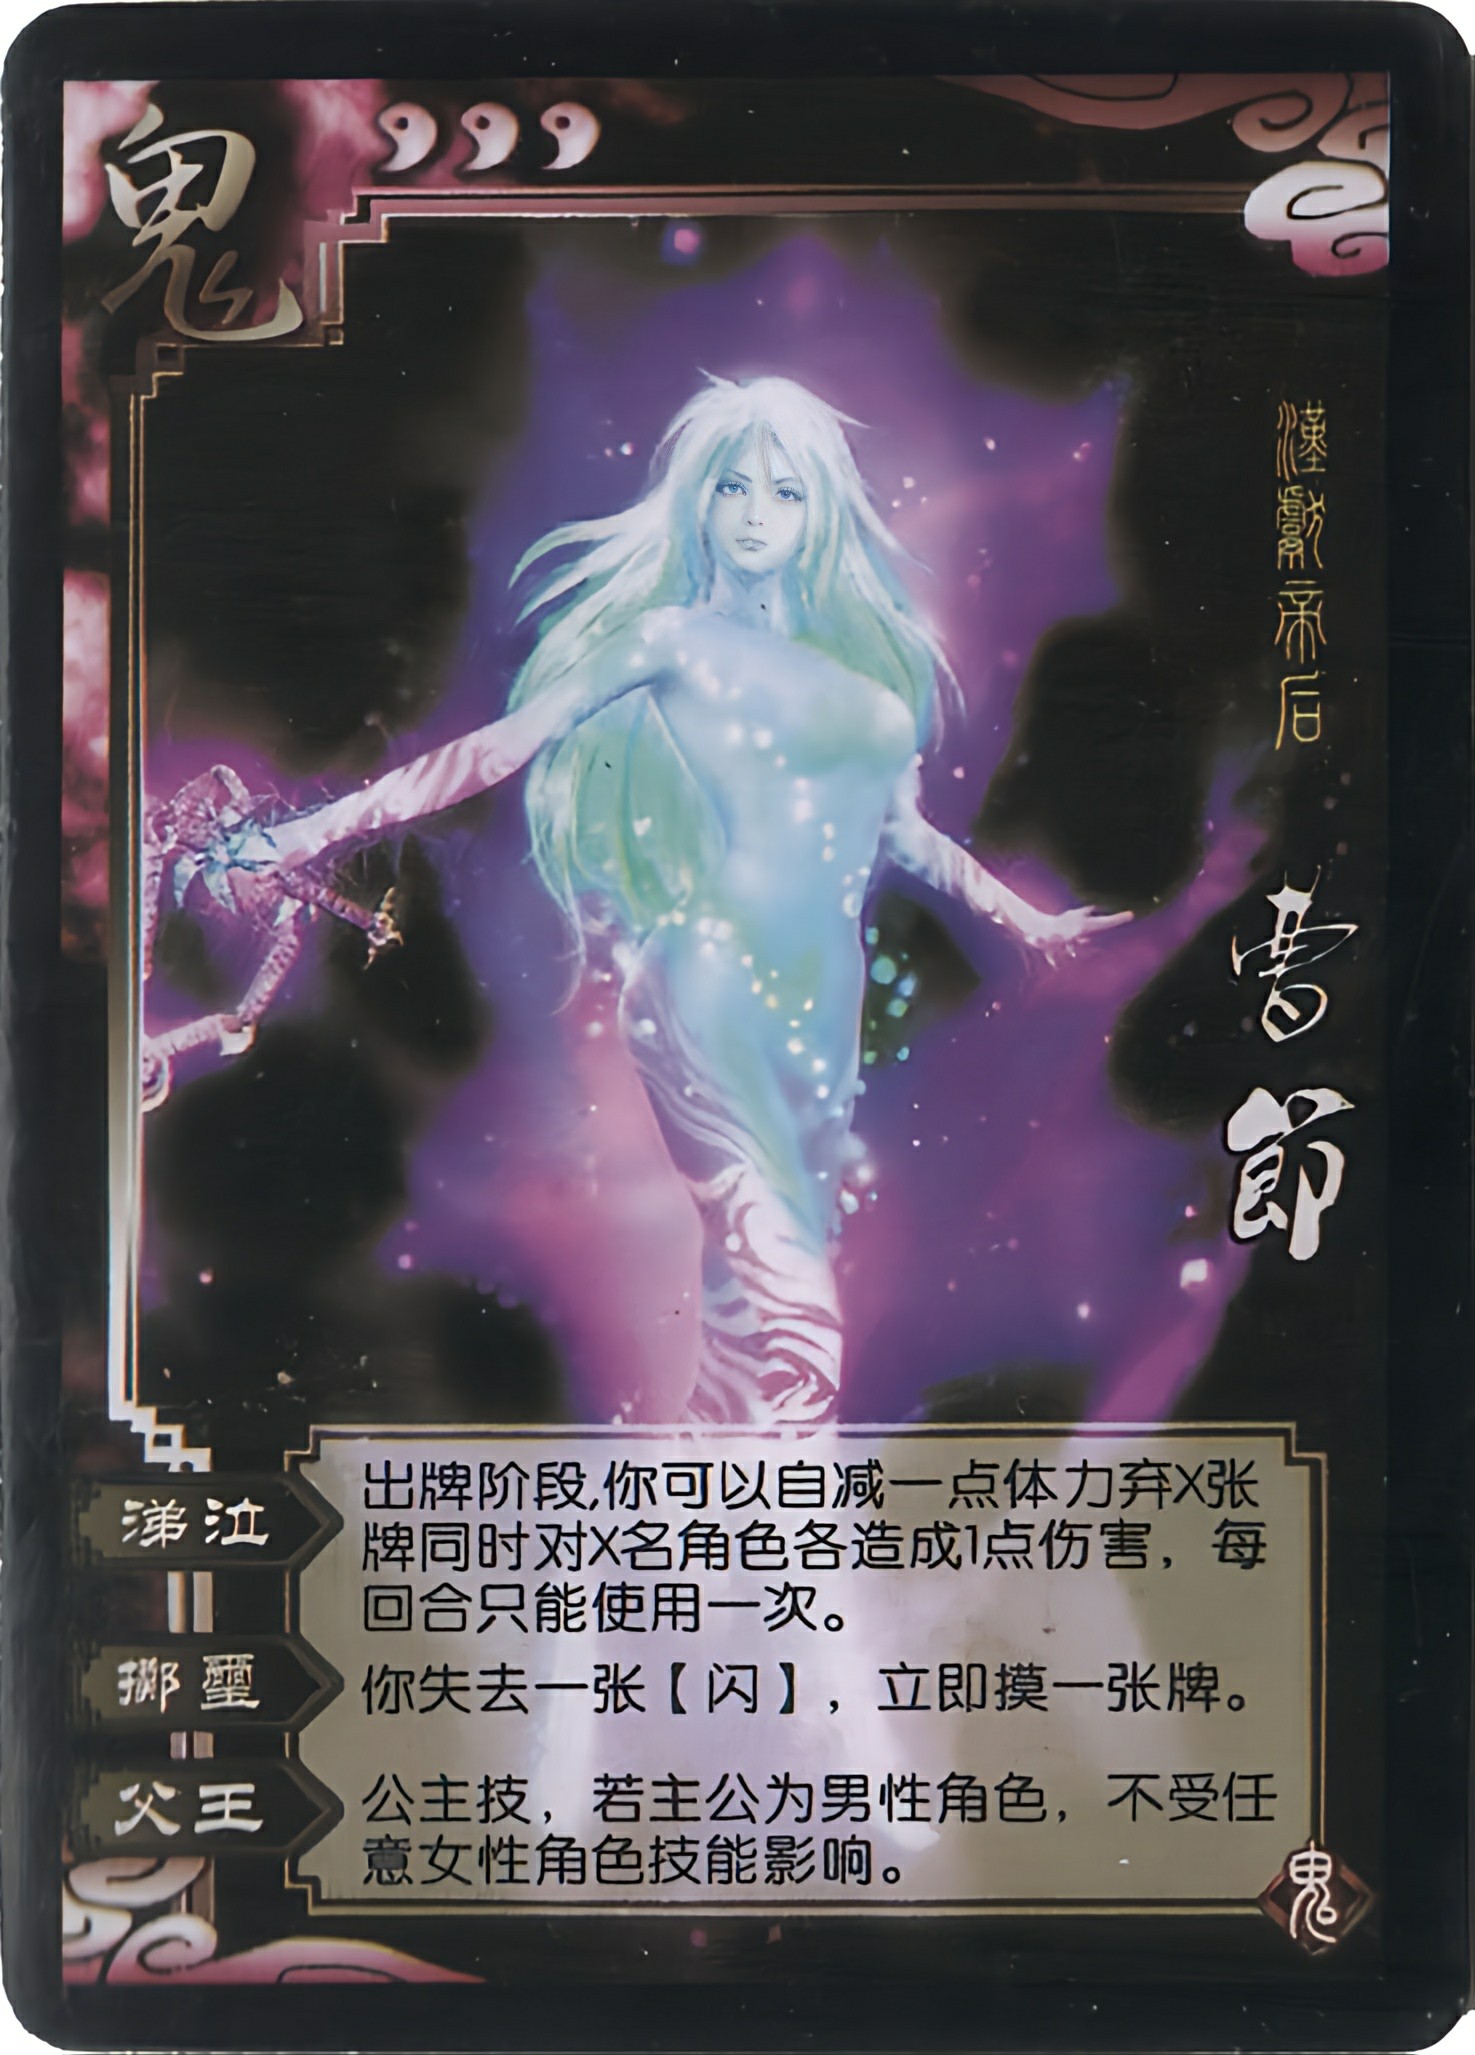 鬼
漢獻帝后
曹節
涕泣
出牌阶段,你可以自减一点体力弃X张
牌同时对X名角色各造成1点伤害，每
回合只能使用一次。
掷玺
你失去一张【闪】，立即摸一张牌。
父王
公主技，若主公为男性角色，不受任
意女性角色技能影响。
鬼